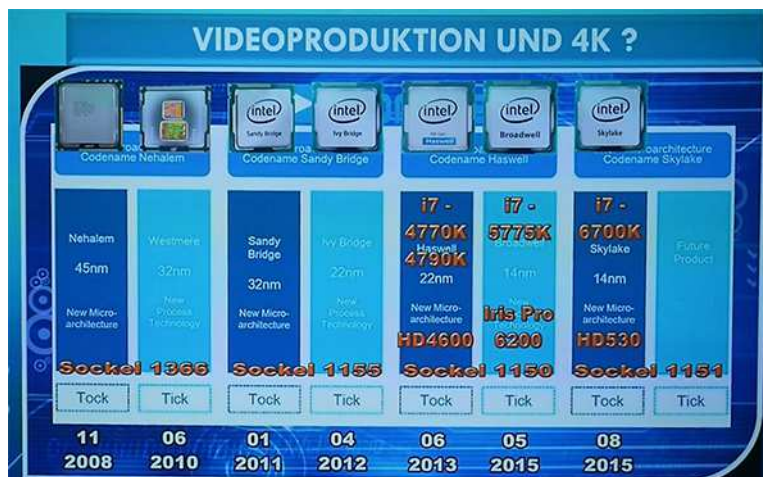 VIDEOPRODUKTION UND 4K ?
intel
Sandy Bridge
intel
Ivy Bridge
intel
Haswell
intel
Broadwell
intel
Skylake
Codename Nehalem
Codename Sandy Bridge
Codename Haswell
oarchitecture
Codename Skylake
Nehalem
45nm
New Micro-
architecture
Westmere
32nm
New
Process
Technology
Sandy
Bridge
32nm
New Micro-
architecture
Ivy Bridge
22nm
New
Process
Technology
i7 -
4770K
Haswell
4790K
22nm
New Micro-
architecture
HD4600
i7 -
5775K
Broadwell
14nm
New
Iris Pro
Technology
6200
i7 -
6700K
Skylake
14nm
New Micro-
architecture
HD530
Future
Product
Sockel 1366
Sockel 1155
Sockel 1150
Sockel 1151
Tock Tick Tock Tick Tock Tick Tock Tick
11 06 01 04 06 05 08
2008 2010 2011 2012 2013 2015 2015